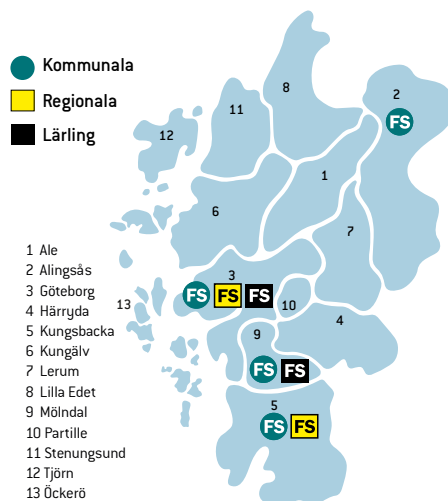 Kommunala
Regionala
Lärling
8
2
FS
11
12
1
6
7
3
FS FS FS
10
13
4
9
FS FS
5
FS FS
1 Ale
2 Alingsås
3 Göteborg
4 Härryda
5 Kungsbacka
6 Kungälv
7 Lerum
8 Lilla Edet
9 Mölndal
10 Partille
11 Stenungsund
12 Tjörn
13 Öckerö